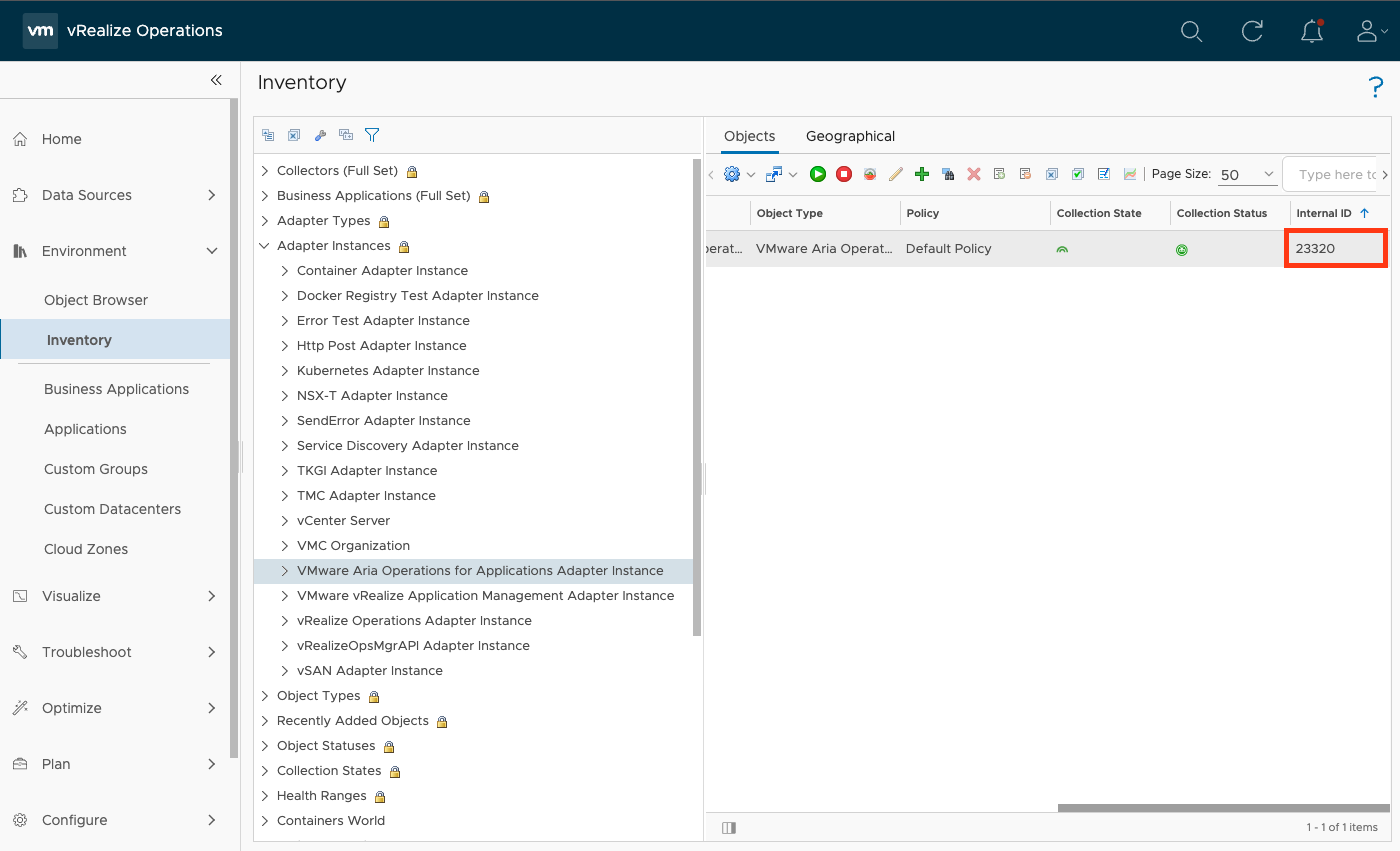 vm vRealize Operations
Inventory
?
Home
Data Sources
Environment
Object Browser
Inventory
Business Applications
Applications
Custom Groups
Custom Datacenters
Cloud Zones
Visualize
Troubleshoot
Optimize
Plan
Configure
Collectors (Full Set)
Business Applications (Full Set)
Adapter Types
Adapter Instances
Container Adapter Instance
Docker Registry Test Adapter Instance
Error Test Adapter Instance
Http Post Adapter Instance
Kubernetes Adapter Instance
NSX-T Adapter Instance
SendError Adapter Instance
Service Discovery Adapter Instance
TKGI Adapter Instance
TMC Adapter Instance
vCenter Server
VMC Organization
VMware Aria Operations for Applications Adapter Instance
VMware vRealize Application Management Adapter Instance
vRealize Operations Adapter Instance
vRealizeOpsMgrAPI Adapter Instance
vSAN Adapter Instance
Object Types
Recently Added Objects
Object Statuses
Collection States
Health Ranges
Containers World
Objects Geographical
Page Size: 50 Type here to
Object Type Policy Collection State Collection Status Internal ID
perat... VMware Aria Operat... Default Policy 23320
1 - 1 of 1 items